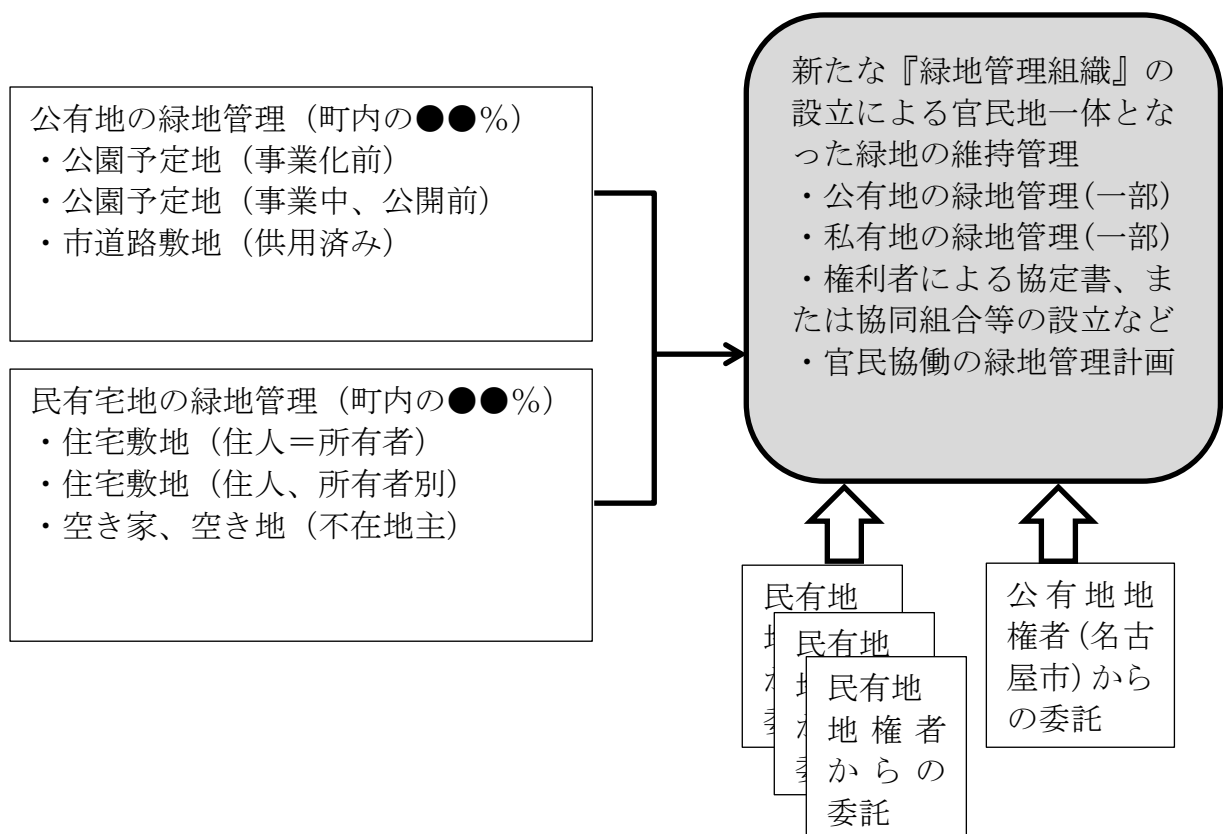 公有地の緑地管理（町内の●●%）
・公園予定地（事業化前）
・公園予定地（事業中、公開前）
・市道路敷地（供用済み）
民有宅地の緑地管理（町内の●●%）
・住宅敷地（住人＝所有者）
・住宅敷地（住人、所有者別）
・空き家、空き地（不在地主）
新たな『緑地管理組織』の
設立による官民地一体とな
った緑地の維持管理
・公有地の緑地管理(一部)
・私有地の緑地管理(一部)
・権利者による協定書、ま
たは協同組合等の設立など
・官民協働の緑地管理計画
民有地
民有地
民有地
地権者
からの
委託
公有地地
権者(名古
屋市)から
の委託